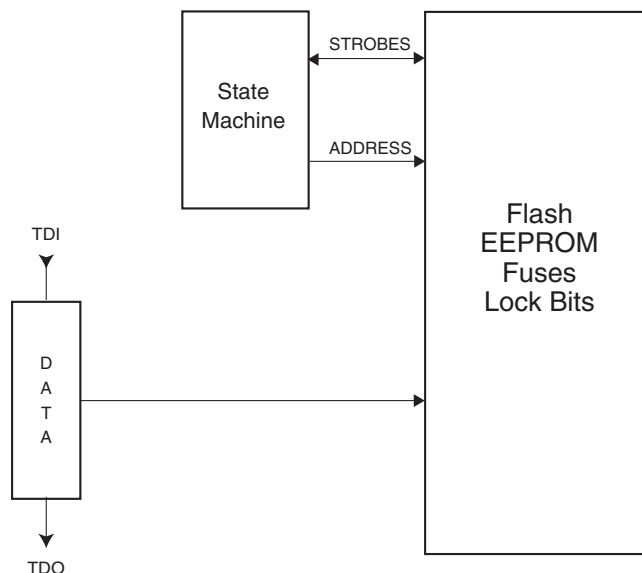 STROBES
State
Machine
ADDRESS
Flash
EEPROM
Fuses
Lock Bits
TDI
D
A
T
A
TDO